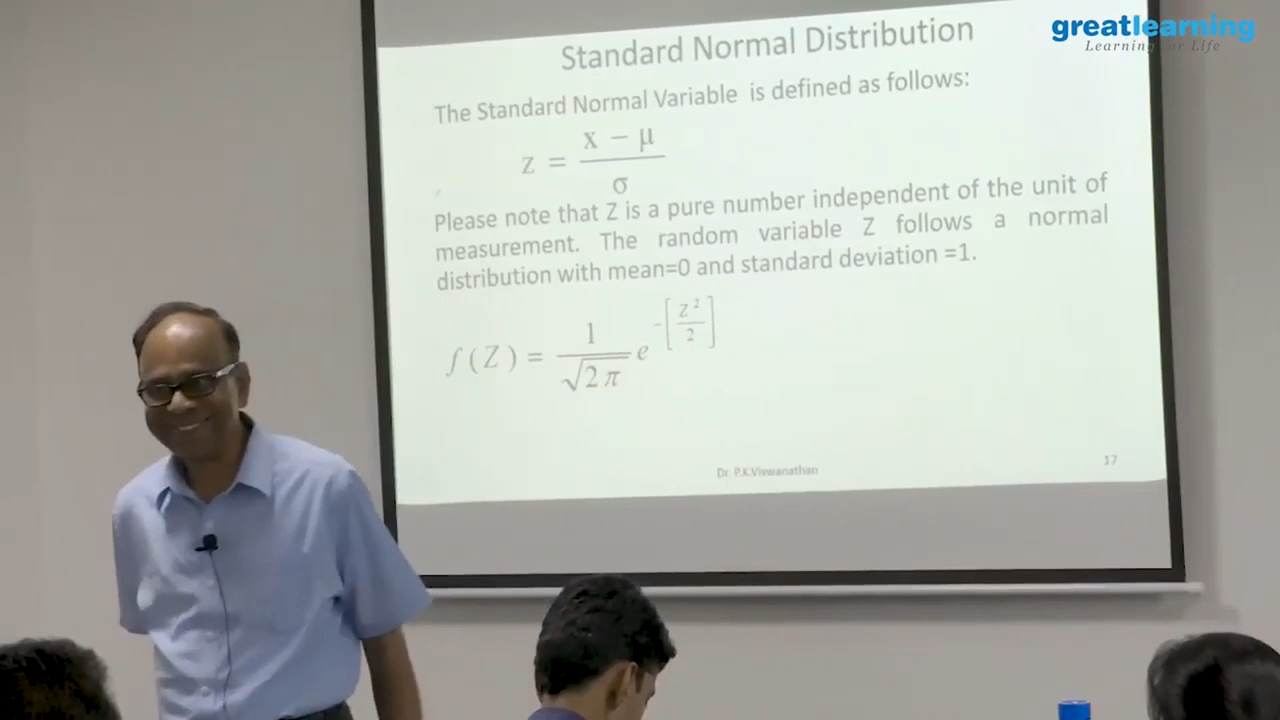 greatlearning
Learning for Life
Standard Normal Distribution
The Standard Normal Variable is defined as follows:
z = (x − μ) / σ
Please note that Z is a pure number independent of the unit of
measurement. The random variable Z follows a normal
distribution with mean=0 and standard deviation =1.
f(Z) = 1/√2π e^-[Z²/2]
Dr. P.K.Viswanathan
17